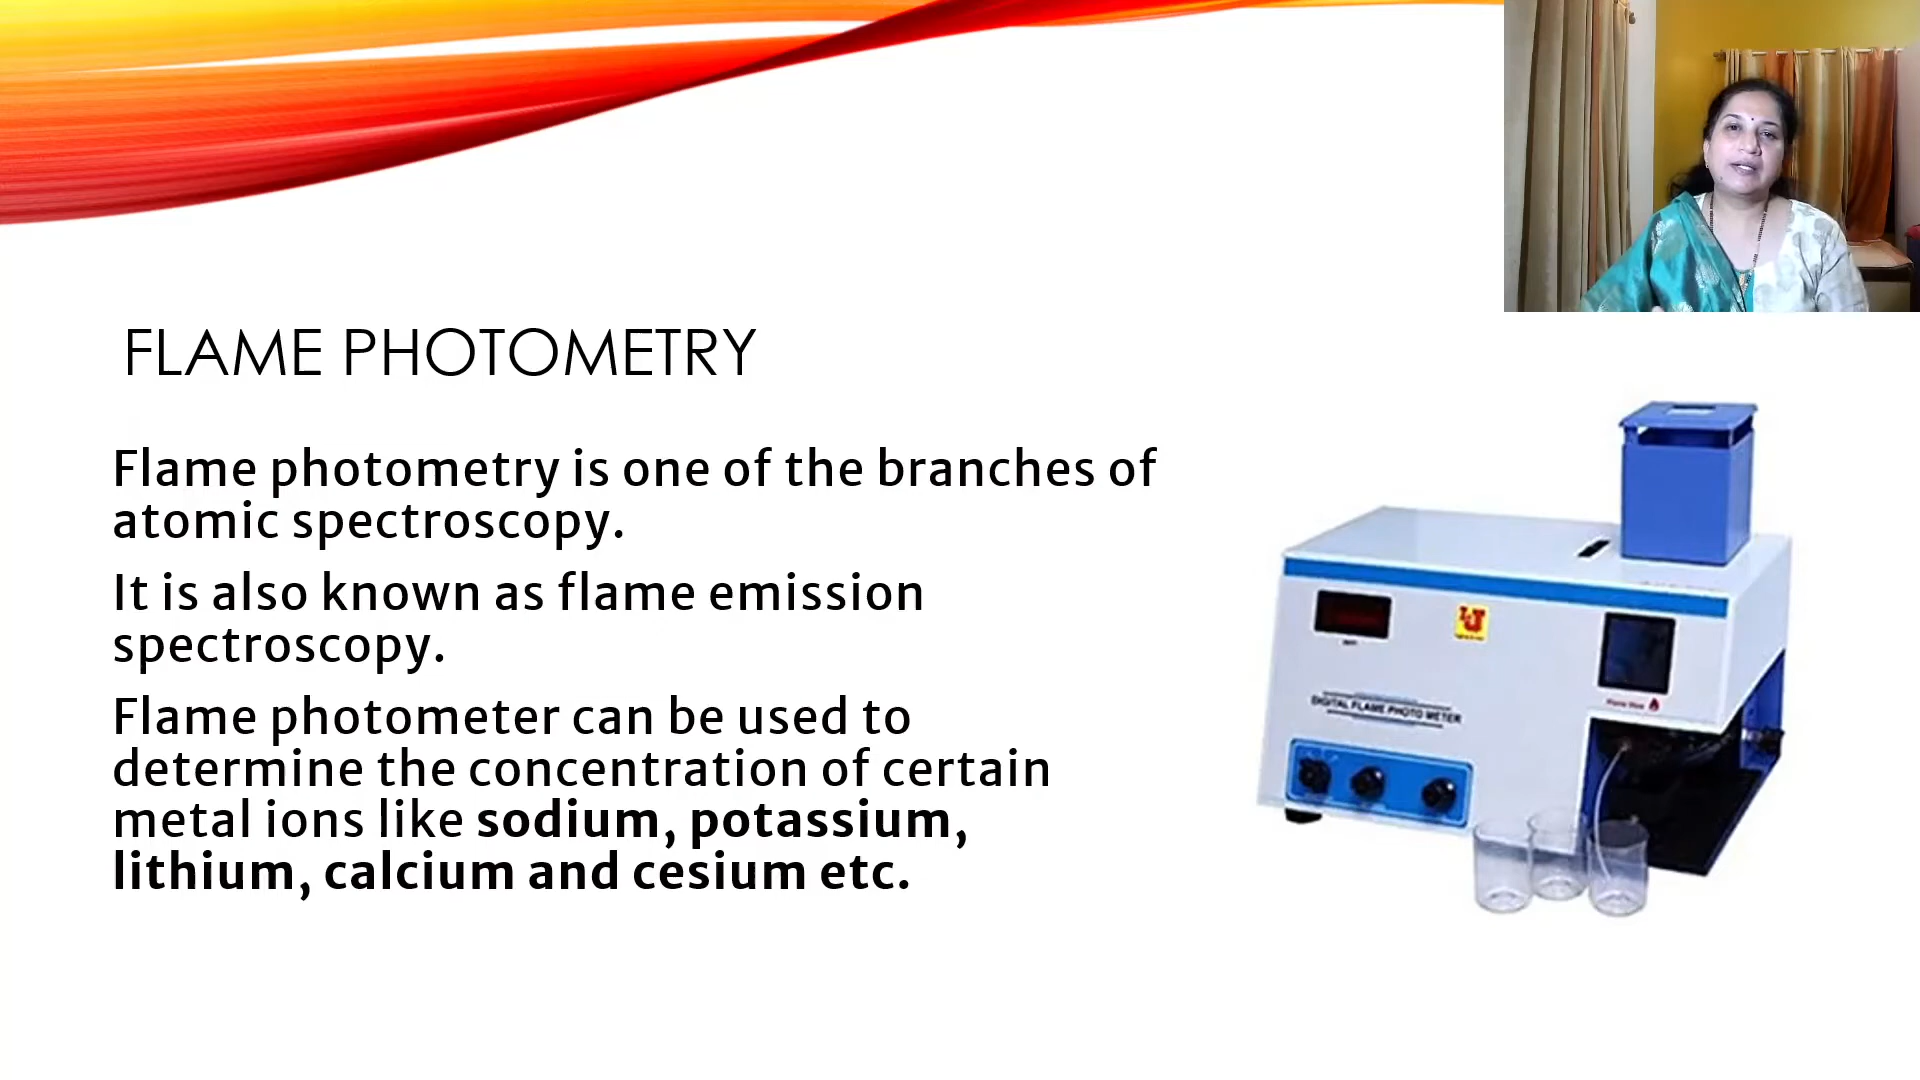 FLAME PHOTOMETRY
Flame photometry is one of the branches of
atomic spectroscopy.
It is also known as flame emission
spectroscopy.
Flame photometer can be used to
determine the concentration of certain
metal ions like sodium, potassium,
lithium, calcium and cesium etc.
DIGITAL FLAME PHOTO METER